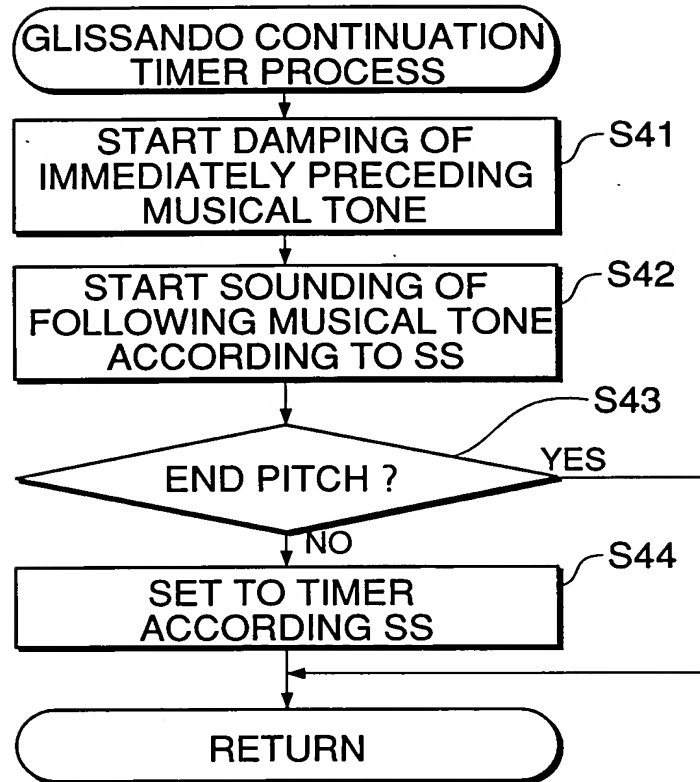 GLISSANDO CONTINUATION
TIMER PROCESS
START DAMPING OF
IMMEDIATELY PRECEDING
MUSICAL TONE
S41
START SOUNDING OF
FOLLOWING MUSICAL TONE
ACCORDING TO SS
S42
END PITCH ?
S43
YES
NO
SET TO TIMER
ACCORDING SS
S44
RETURN